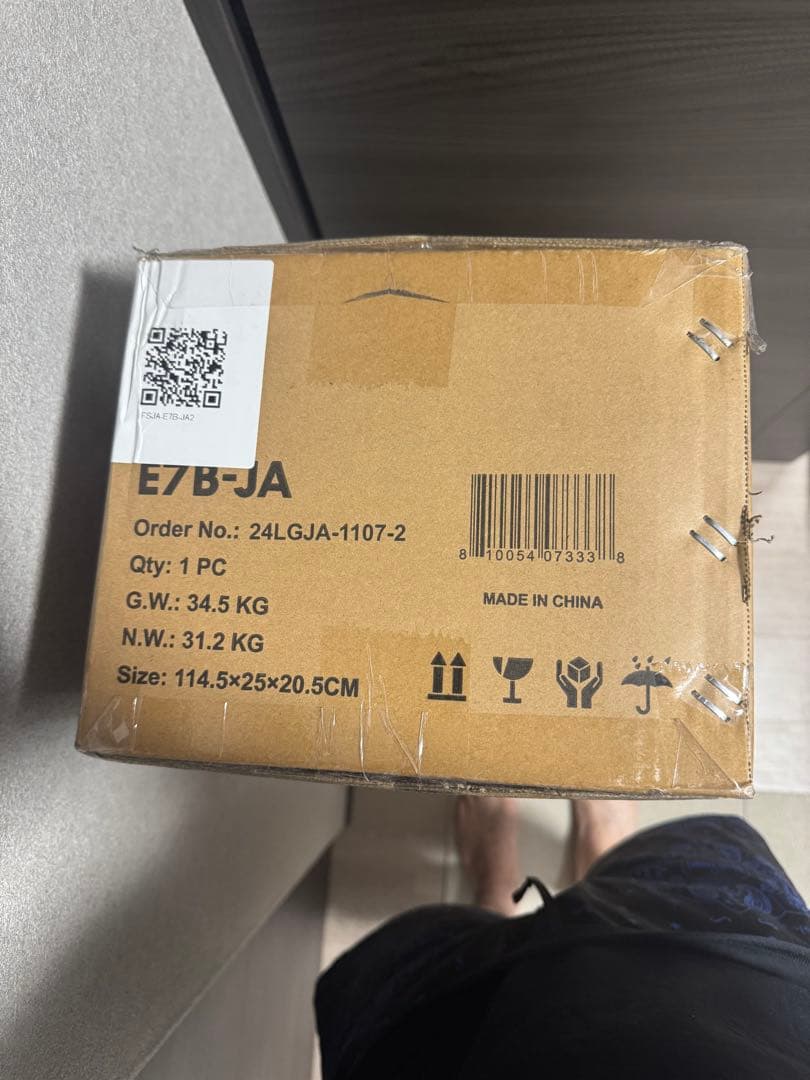 FSJA-E7B-JA2
E7B-JA
Order No.: 24LGJA-1107-2
Qty: 1 PC
G.W.: 34.5 KG
N.W.: 31.2 KG
Size: 114.5×25×20.5CM
8 10054 07333 8
MADE IN CHINA